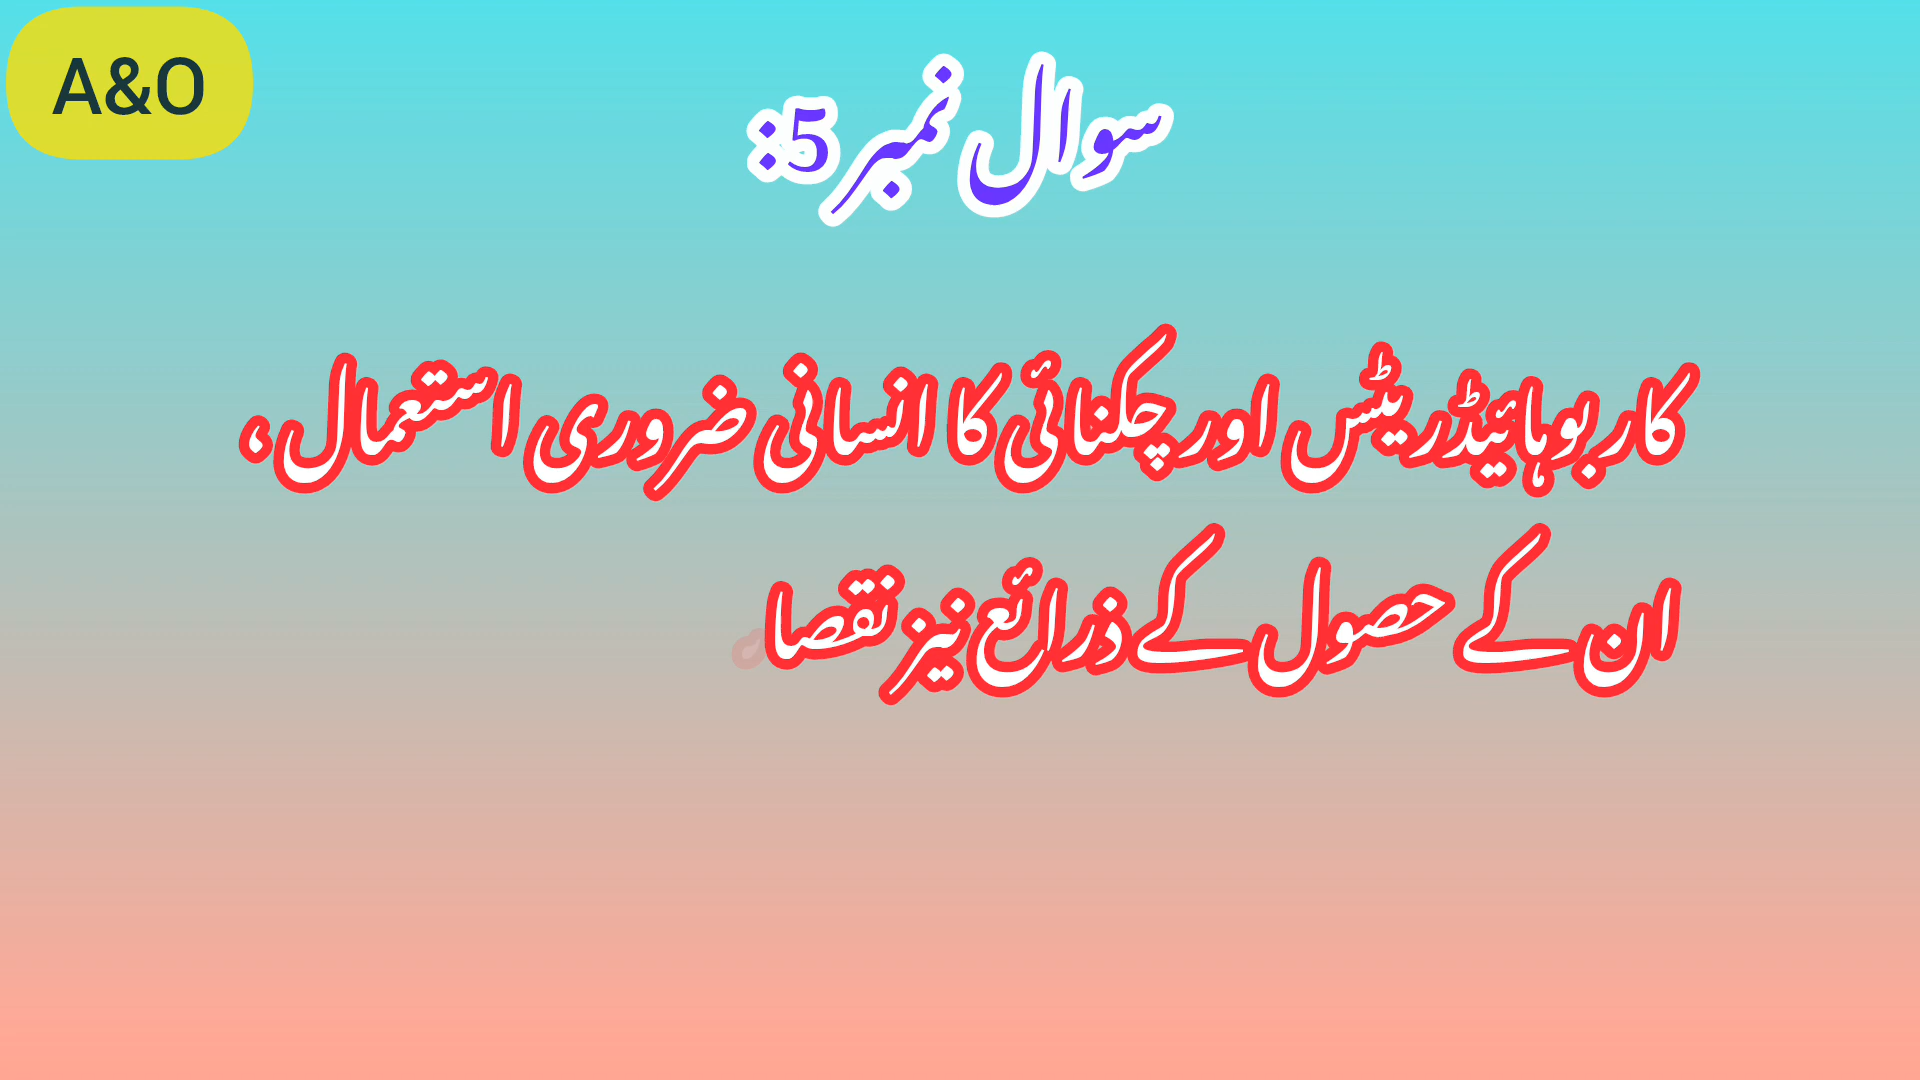 A&O
سوال نمبر 5:
کاربوہائیڈریٹس اور چکنائی کا انسانی ضروری استعمال،
ان کے حصول کے ذرائع نیز نقصا